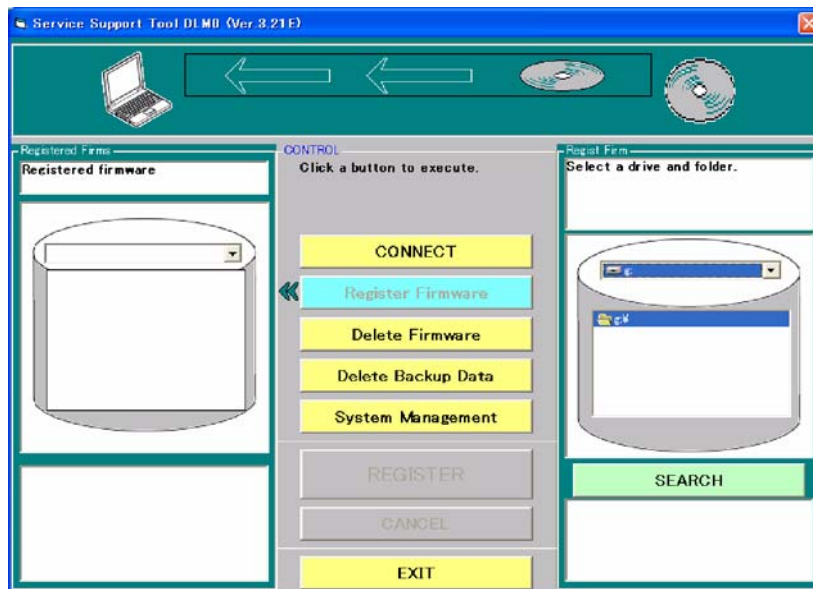 Service Support Tool DLM0 (Ver.3.21E)
Registered Firms
Registered firmware
CONTROL
Click a button to execute.
CONNECT
Register Firmware
Delete Firmware
Delete Backup Data
System Management
REGISTER
CANCEL
EXIT
Regist Firm
Select a drive and folder.
g:
g:¥
SEARCH